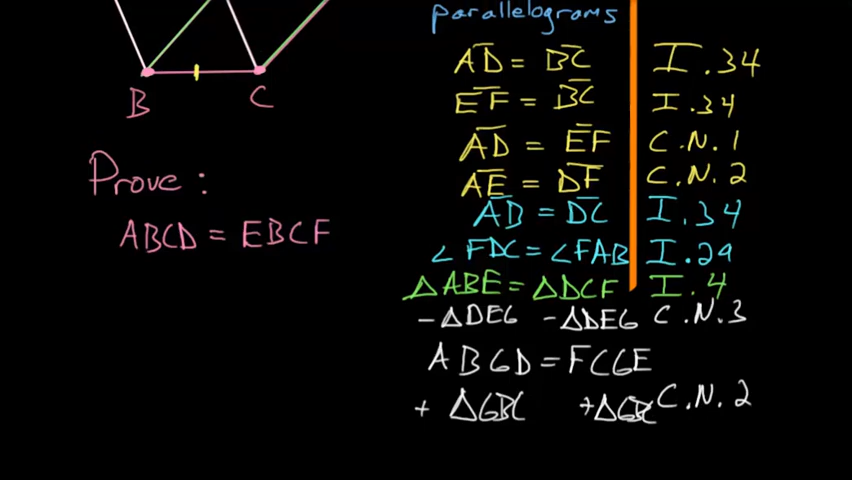 parallelograms
AD = BC I.34
EF = BC I.34
AD = EF C.N.1
AE = DF C.N.2
AB = DC I.34
∠FDC = ∠FAB I.29
△ABE = △DCF I.4
-△DEG -△DEG C.N.3
ABGD = FCGE
+ △GBC +△GBC C.N.2
B C
Prove:
ABCD = EBCF